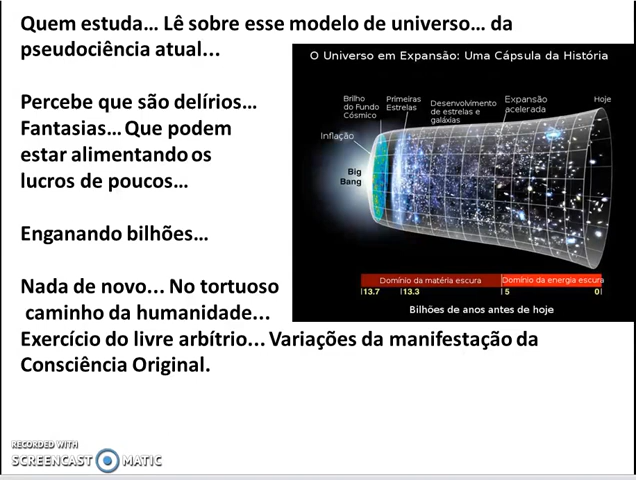 Quem estuda... Lê sobre esse modelo de universo... da
pseudociência atual...
Percebe que são delírios...
Fantasias... Que podem
estar alimentando os
lucros de poucos...
Enganando bilhões...
Nada de novo... No tortuoso
caminho da humanidade...
Exercício do livre arbítrio... Variações da manifestação da
Consciência Original.
O Universo em Expansão: Uma Cápsula da História
Brilho
do Fundo
Cósmico
Primeiras
Estrelas
Desenvolvimento
de estrelas e
galáxias
Expansão
acelerada
Hoje
Inflação
Big
Bang
Domínio da matéria escura
Domínio da energia escura
13.7
13.3
5
0
Bilhões de anos antes de hoje
RECORDED WITH
SCREENCAST MATIC